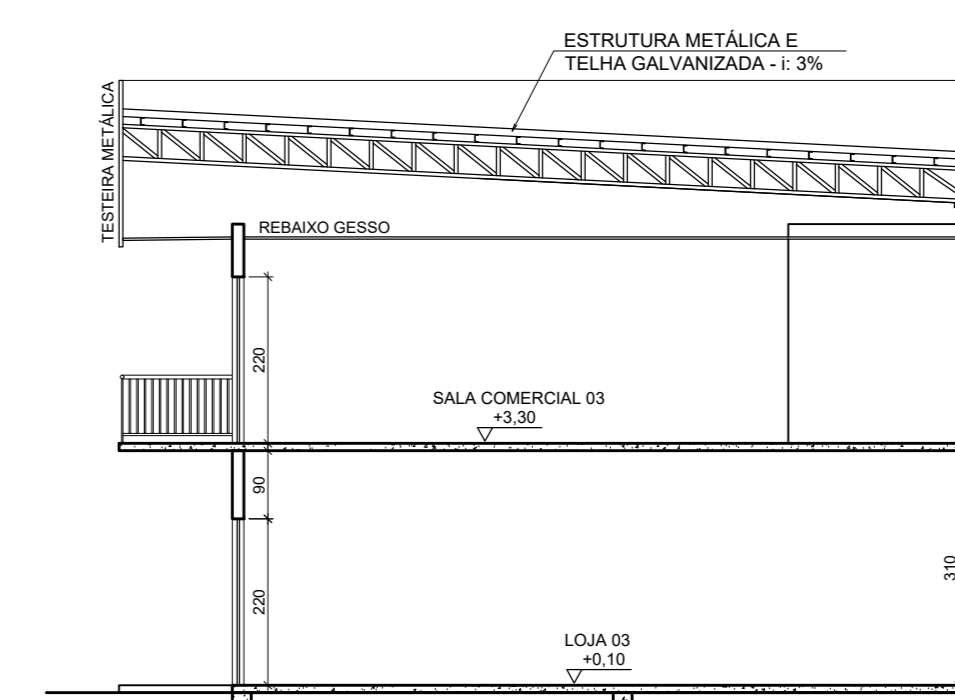 ESTRUTURA METÁLICA E
TELHA GALVANIZADA - i: 3%
TESTEIRA METÁLICA
REBAIXO GESSO
220
SALA COMERCIAL 03
+3,30
90
310
220
LOJA 03
+0,10